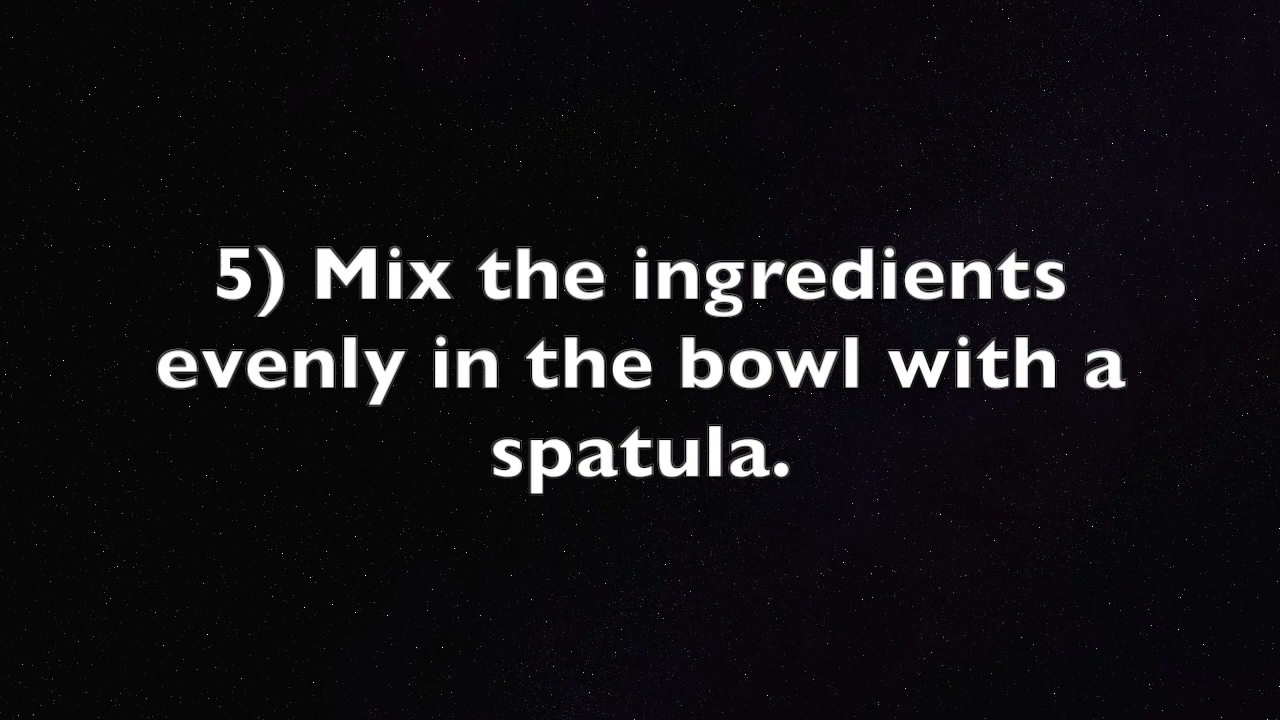 5) Mix the ingredients
evenly in the bowl with a
spatula.